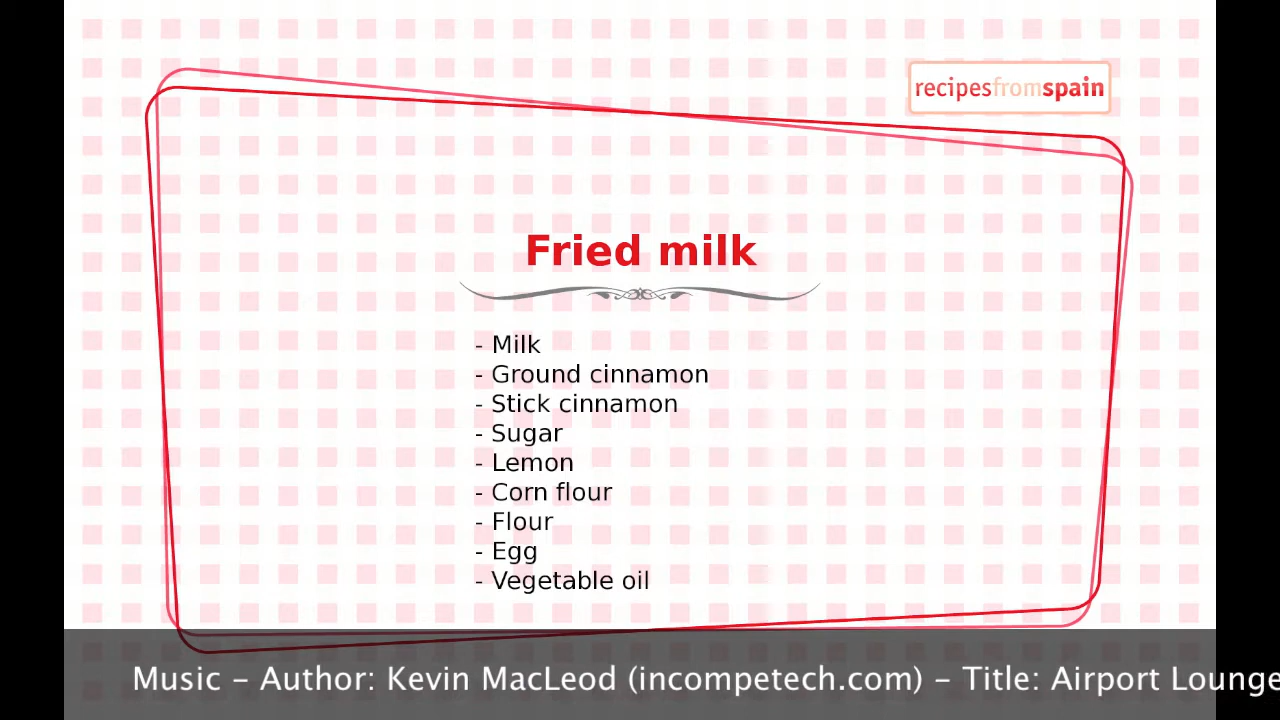 recipesfromspain
Fried milk
- Milk
- Ground cinnamon
- Stick cinnamon
- Sugar
- Lemon
- Corn flour
- Flour
- Egg
- Vegetable oil
Music – Author: Kevin MacLeod (incompetech.com) – Title: Airport Lounge